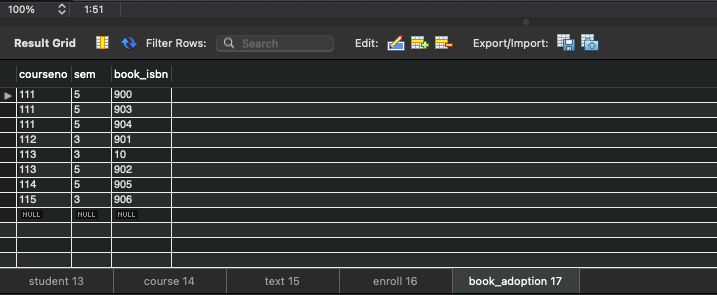 100% 1:51
Result Grid Filter Rows: Search Edit: Export/Import:
courseno sem book_isbn
111 5 900
111 5 903
111 5 904
112 3 901
113 3 10
113 5 902
114 5 905
115 3 906
NULL NULL NULL
student 13 course 14 text 15 enroll 16 book_adoption 17